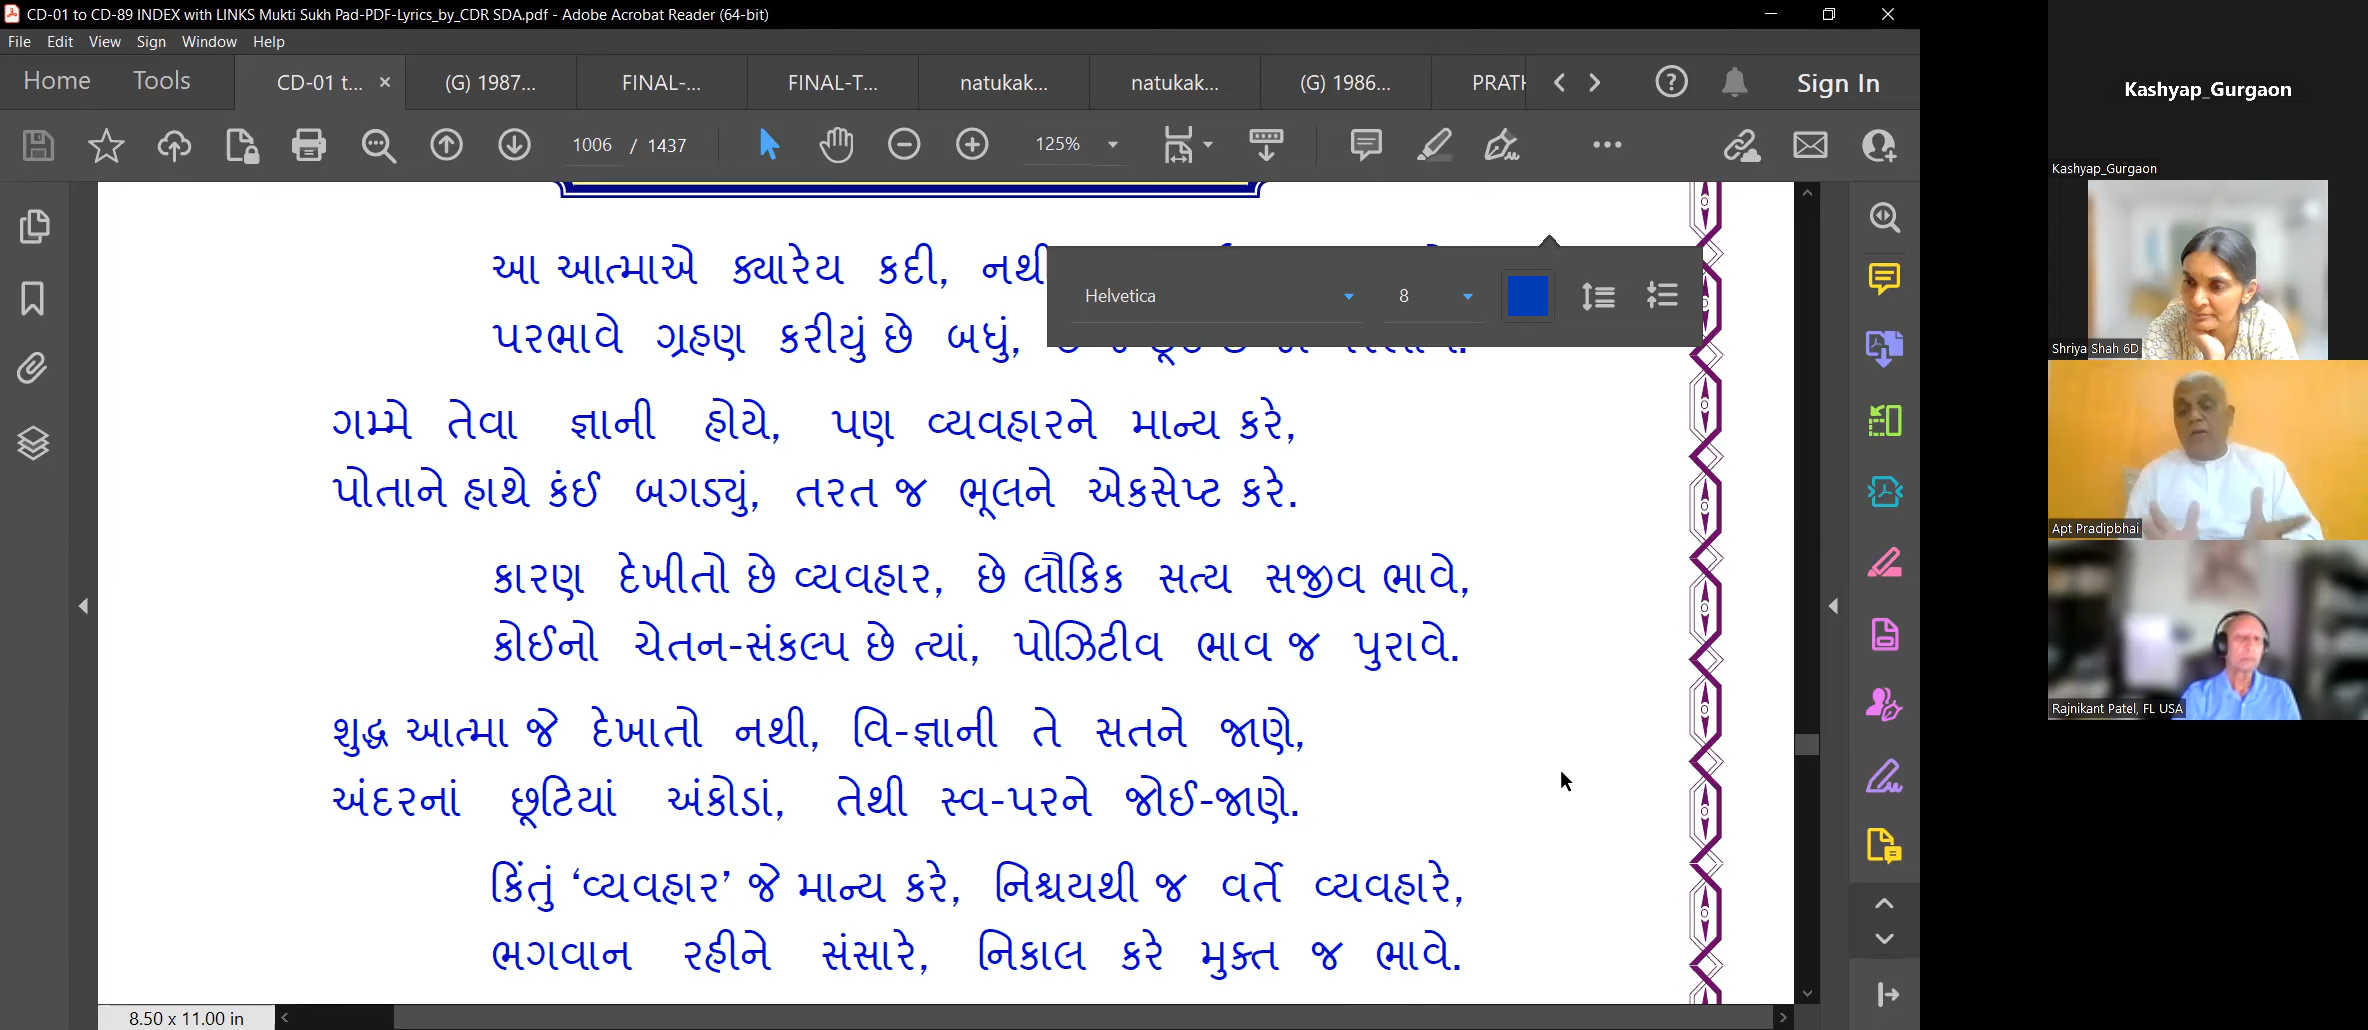 CD-01 to CD-89 INDEX with LINKS Mukti Sukh Pad-PDF-Lyrics_by_CDR SDA.pdf - Adobe Acrobat Reader (64-bit)
File Edit View Sign Window Help
Home Tools CD-01 t... × (G) 1987... FINAL-... FINAL-T... natukak... natukak... (G) 1986... PRATH Sign In
1006 / 1437 125%
આ આત્માએ ક્યારેય કદી, નથી
Helvetica 8
પરભાવે ગ્રહણ કરીયું છે બધું,
ગમ્મે તેવા જ્ઞાની હોયે, પણ વ્યવહારને માન્ય કરે,
પોતાને હાથે કંઈ બગડ્યું, તરત જ ભૂલને એકસેપ્ટ કરે.
કારણ દેખીતો છે વ્યવહાર, છે લૌકિક સત્ય સજીવ ભાવે,
કોઈનો ચેતન-સંકલ્પ છે ત્યાં, પોઝિટીવ ભાવ જ પુરાવે.
શુદ્ધ આત્મા જે દેખાતો નથી, વિ-જ્ઞાની તે સતને જાણે,
અંદરનાં છૂટિયાં અંકોડાં, તેથી સ્વ-પરને જોઈ-જાણે.
કિંતું ‘વ્યવહાર’ જે માન્ય કરે, નિશ્ચયથી જ વર્તે વ્યવહારે,
ભગવાન રહીને સંસારે, નિકાલ કરે મુક્ત જ ભાવે.
8.50 x 11.00 in
Kashyap_Gurgaon
Kashyap_Gurgaon
Shriya Shah 6D
Apt Pradipbhai
Rajnikant Patel, FL USA